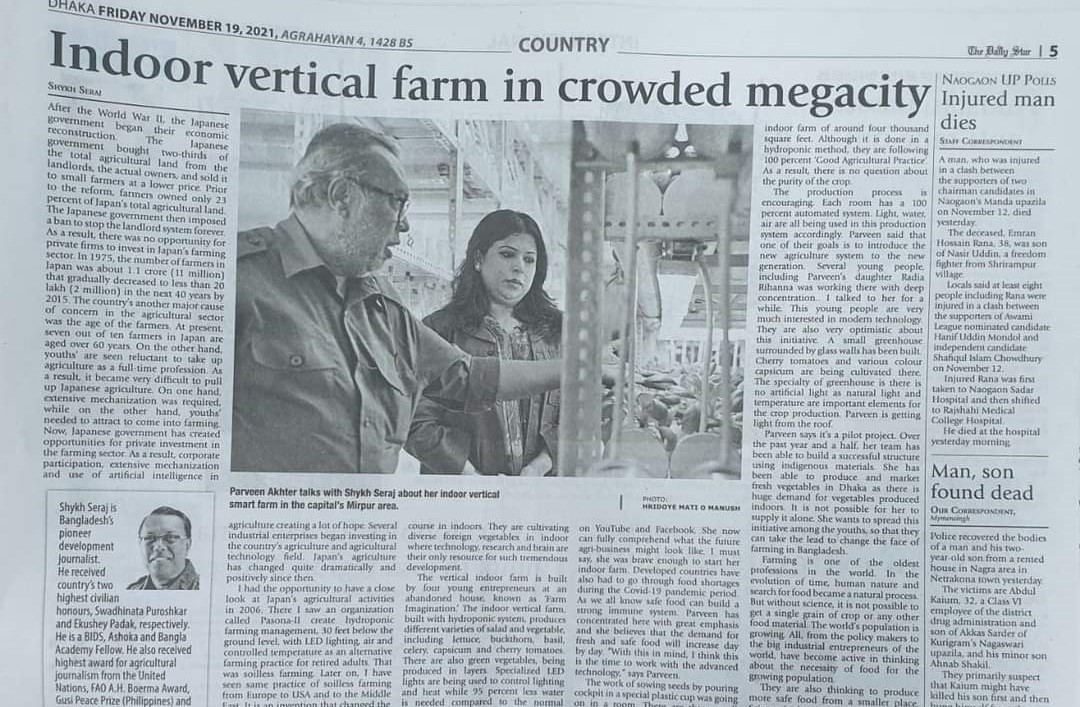 DHAKA FRIDAY NOVEMBER 19, 2021, AGRAHAYAN 4, 1428 BS
COUNTRY
The Daily Star | 5
Indoor vertical farm in crowded megacity
SHYKH SERAJ
After the World War II, the Japanese
government began their economic
reconstruction. The Japanese
government bought two-thirds of
the total agricultural land from the
landlords, the actual owners, and sold it
to small farmers at a lower price. Prior
to the reform, farmers owned only 23
percent of Japan's total agricultural land.
The Japanese government then imposed
a ban to stop the landlord system forever.
As a result, there was no opportunity for
private firms to invest in Japan's farming
sector. In 1975, the number of farmers in
Japan was about 1.1 crore (11 million)
that gradually decreased to less than 20
lakh (2 million) in the next 40 years by
2015. The country's another major cause
of concern in the agricultural sector
was the age of the farmers. At present,
seven out of ten farmers in Japan are
aged over 60 years. On the other hand,
youths' are seen reluctant to take up
agriculture as a full-time profession. As
a result, it became very difficult to pull
up Japanese agriculture. On one hand,
extensive mechanization was required,
while on the other hand, youths'
needed to attract to come into farming.
Now, Japanese government has created
opportunities for private investment in
the farming sector. As a result, corporate
participation, extensive mechanization
and use of artificial intelligence in
Parveen Akhter talks with Shykh Seraj about her indoor vertical
smart farm in the capital's Mirpur area.
PHOTO:
HRIDOYE MATI O MANUSH
Shykh Seraj is
Bangladesh's
pioneer
development
journalist.
He received
country's two
highest civilian
honours, Swadhinata Puroshkar
and Ekushey Padak, respectively.
He is a BIDS, Ashoka and Bangla
Academy Fellow. He also received
highest award for agricultural
journalism from the United
Nations, FAO A.H. Boerma Award,
Gusi Peace Prize (Philippines) and
agriculture creating a lot of hope. Several
industrial enterprises began investing in
the country's agriculture and agricultural
technology field. Japan's agriculture
has changed quite dramatically and
positively since then.
I had the opportunity to have a close
look at Japan's agricultural activities
in 2006. There I saw an organization
called Pasona-II create hydroponic
farming management, 30 feet below the
ground level, with LED lighting, air and
controlled temperature as an alternative
farming practice for retired adults. That
was soilless farming. Later on, I have
seen same practice of soilless farming
from Europe to USA and to the Middle
East. It is an invention that changed the
course in indoors. They are cultivating
diverse foreign vegetables in indoor
where technology, research and brain are
their only resource for such tremendous
development.
The vertical indoor farm is built
by four young entrepreneurs at an
abandoned house, known as 'Farm
Imagination.' The indoor vertical farm,
built with hydroponic system, produces
different varieties of salad and vegetable,
including lettuce, buckthorn, basil,
celery, capsicum and cherry tomatoes.
There are also green vegetables, being
produced in layers. Specialized LED
lights are being used to control lighting
and heat while 95 percent less water
is needed compared to the normal
on YouTube and Facebook. She now
can fully comprehend what the future
agri-business might look like. I must
say, she was brave enough to start her
indoor farm. Developed countries have
also had to go through food shortages
during the Covid-19 pandemic period.
As we all know safe food can build a
strong immune system. Parveen has
concentrated here with great emphasis
and she believes that the demand for
fresh and safe food will increase day
by day. "With this in mind, I think this
is the time to work with the advanced
technology," says Parveen.
The work of sowing seeds by pouring
cockpit in a special plastic cup was going
on in a room. There are
indoor farm of around four thousand
square feet. Although it is done in a
hydroponic method, they are following
100 percent 'Good Agricultural Practice'.
As a result, there is no question about
the purity of the crop.
The production process is
encouraging. Each room has a 100
percent automated system. Light, water,
air are all being used in this production
system accordingly. Parveen said that
one of their goals is to introduce the
new agriculture system to the new
generation. Several young people,
including Parveen's daughter Radia
Rihanna was working there with deep
concentration. I talked to her for a
while. This young people are very
much interested in modern technology.
They are also very optimistic about
this initiative. A small greenhouse
surrounded by glass walls has been built.
Cherry tomatoes and various colour
capsicum are being cultivated there.
The specialty of greenhouse is there is
no artificial light as natural light and
temperature are important elements for
the crop production. Parveen is getting
light from the roof.
Parveen says it's a pilot project. Over
the past year and a half, her team has
been able to build a successful structure
using indigenous materials. She has
been able to produce and market
fresh vegetables in Dhaka as there is
huge demand for vegetables produced
indoors. It is not possible for her to
supply it alone. She wants to spread this
initiative among the youths, so that they
can take the lead to change the face of
farming in Bangladesh.
Farming is one of the oldest
professions in the world. In the
evolution of time, human nature and
search for food became a natural process.
But without science, it is not possible to
get a single grain of crop or any other
food material. The world's population is
growing. All, from the policy makers to
the big industrial entrepreneurs of the
world, have become active in thinking
about the necessity of food for the
growing population.
They are also thinking to produce
more safe food from a smaller place.
NAOGAON UP POLLS
Injured man
dies
STAFF CORRESPONDENT
A man, who was injured
in a clash between
the supporters of two
chairman candidates in
Naogaon's Manda upazila
on November 12, died
yesterday.
The deceased, Emran
Hossain Rana, 38, was son
of Nasir Uddin, a freedom
fighter from Shrirampur
village.
Locals said at least eight
people including Rana were
injured in a clash between
the supporters of Awami
League nominated candidate
Hanif Uddin Mondol and
independent candidate
Shafiqul Islam Chowdhury
on November 12.
Injured Rana was first
taken to Naogaon Sadar
Hospital and then shifted
to Rajshahi Medical
College Hospital.
He died at the hospital
yesterday morning.
Man, son
found dead
OUR CORRESPONDENT,
Mymensingh
Police recovered the bodies
of a man and his two-
year-old son from a rented
house in Nagra area in
Netrakona town yesterday.
The victims are Abdul
Kaium, 32, a Class VI
employee of the district
drug administration and
son of Akkas Sarder of
Kurigram's Nagaswari
upazila, and his minor son
Ahnab Shakil.
They primarily suspect
that Kaium might have
killed his son first and then